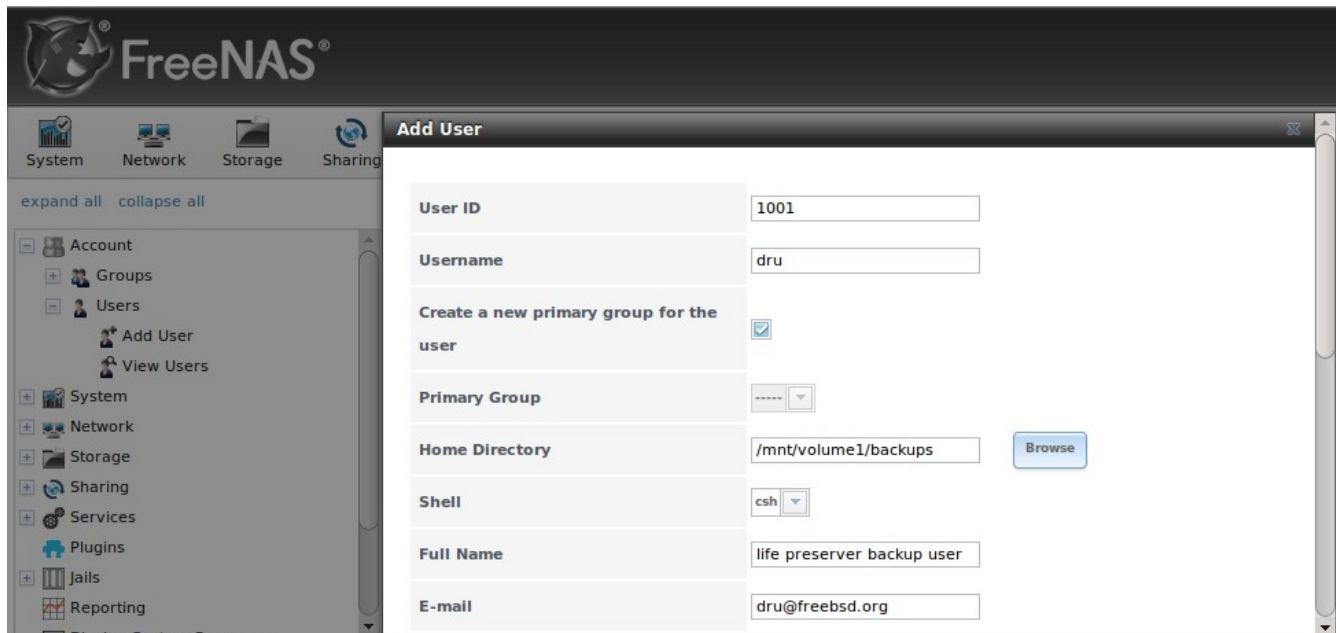 FreeNAS®
System Network Storage Sharing
expand all collapse all
Account
Groups
Users
Add User
View Users
System
Network
Storage
Sharing
Services
Plugins
Jails
Reporting
Add User
User ID 1001
Username dru
Create a new primary group for the
user
Primary Group -----
Home Directory /mnt/volume1/backups Browse
Shell csh
Full Name life preserver backup user
E-mail dru@freebsd.org